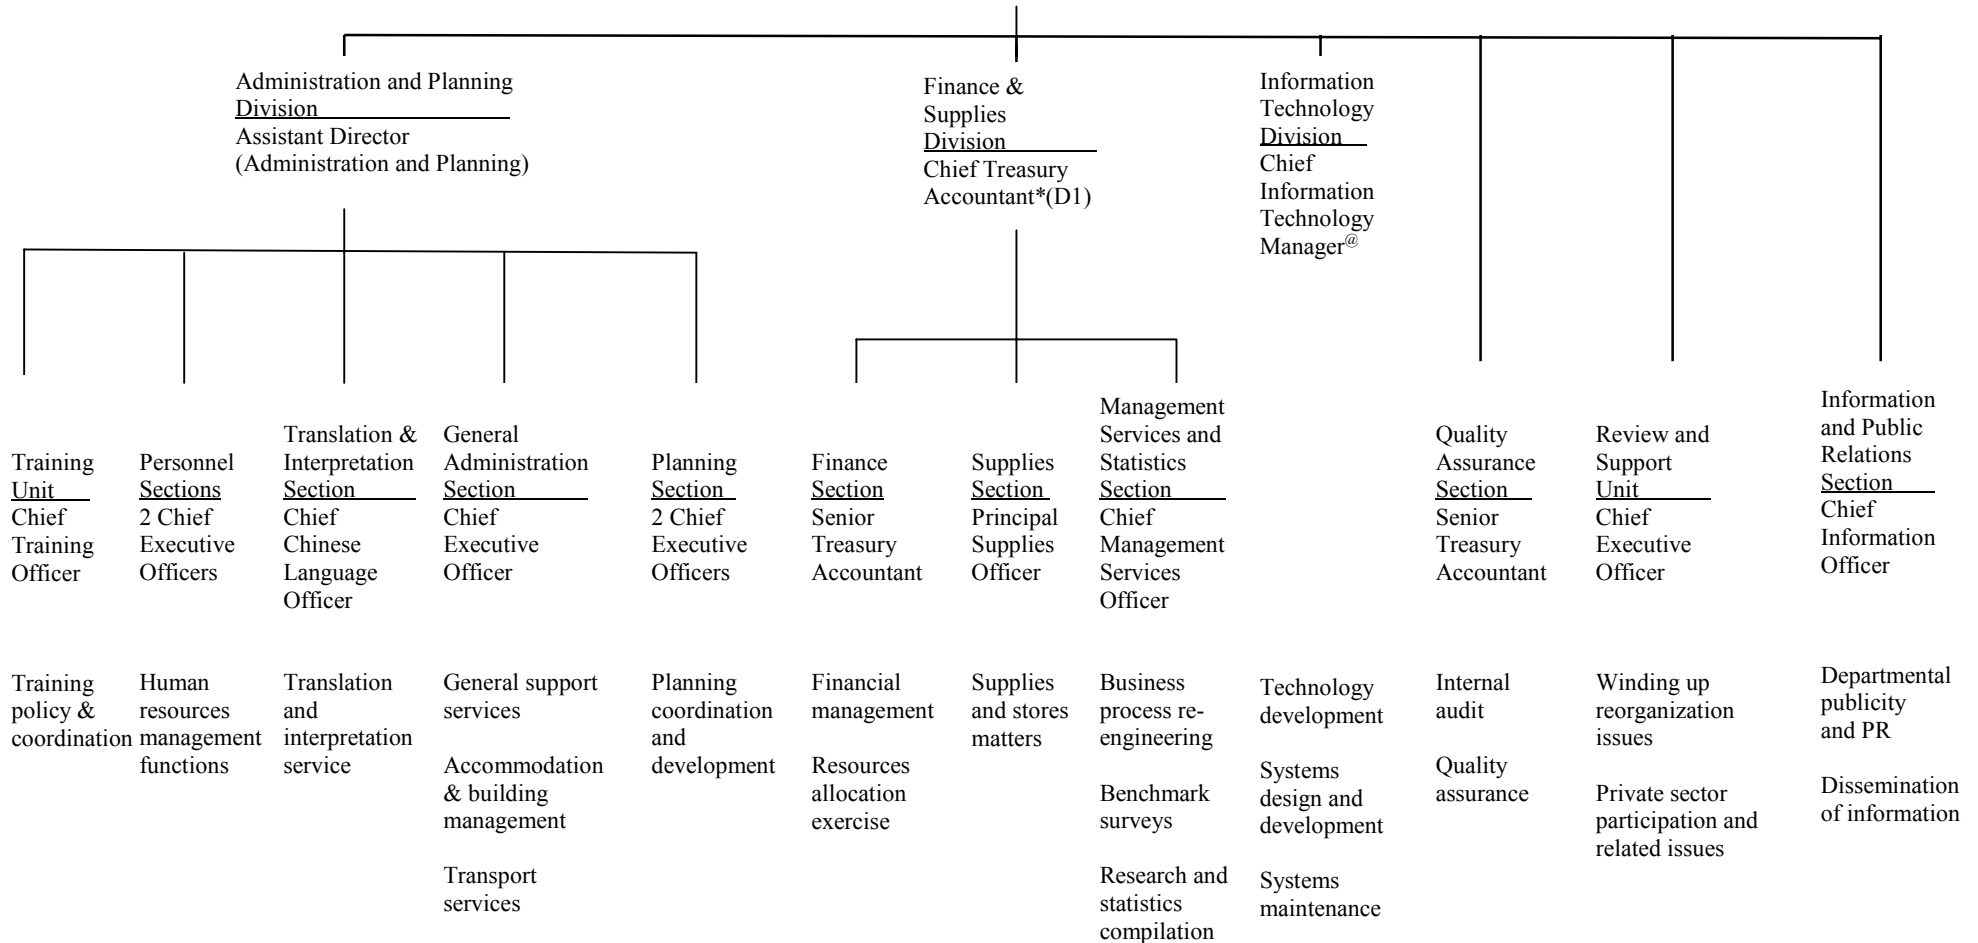 Administration and Planning
Division
Assistant Director
(Administration and Planning)
Finance &
Supplies
Division
Chief Treasury
Accountant*(D1)
Information
Technology
Division
Chief
Information
Technology
Manager@
Training
Unit
Chief
Training
Officer
Personnel
Sections
2 Chief
Executive
Officers
Translation &
Interpretation
Section
Chief
Chinese
Language
Officer
General
Administration
Section
Chief
Executive
Officer
Planning
Section
2 Chief
Executive
Officers
Finance
Section
Senior
Treasury
Accountant
Supplies
Section
Principal
Supplies
Officer
Management
Services and
Statistics
Section
Chief
Management
Services
Officer
Quality
Assurance
Section
Senior
Treasury
Accountant
Review and
Support
Unit
Chief
Executive
Officer
Information
and Public
Relations
Section
Chief
Information
Officer
Training
policy &
coordination
Human
resources
management
functions
Translation
and
interpretation
service
General support
services
Accommodation
& building
management
Transport
services
Planning
coordination
and
development
Financial
management
Resources
allocation
exercise
Supplies
and stores
matters
Business
process re-
engineering
Benchmark
surveys
Research and
statistics
compilation
Technology
development
Systems
design and
development
Systems
maintenance
Internal
audit
Quality
assurance
Winding up
reorganization
issues
Private sector
participation and
related issues
Departmental
publicity
and PR
Dissemination
of information